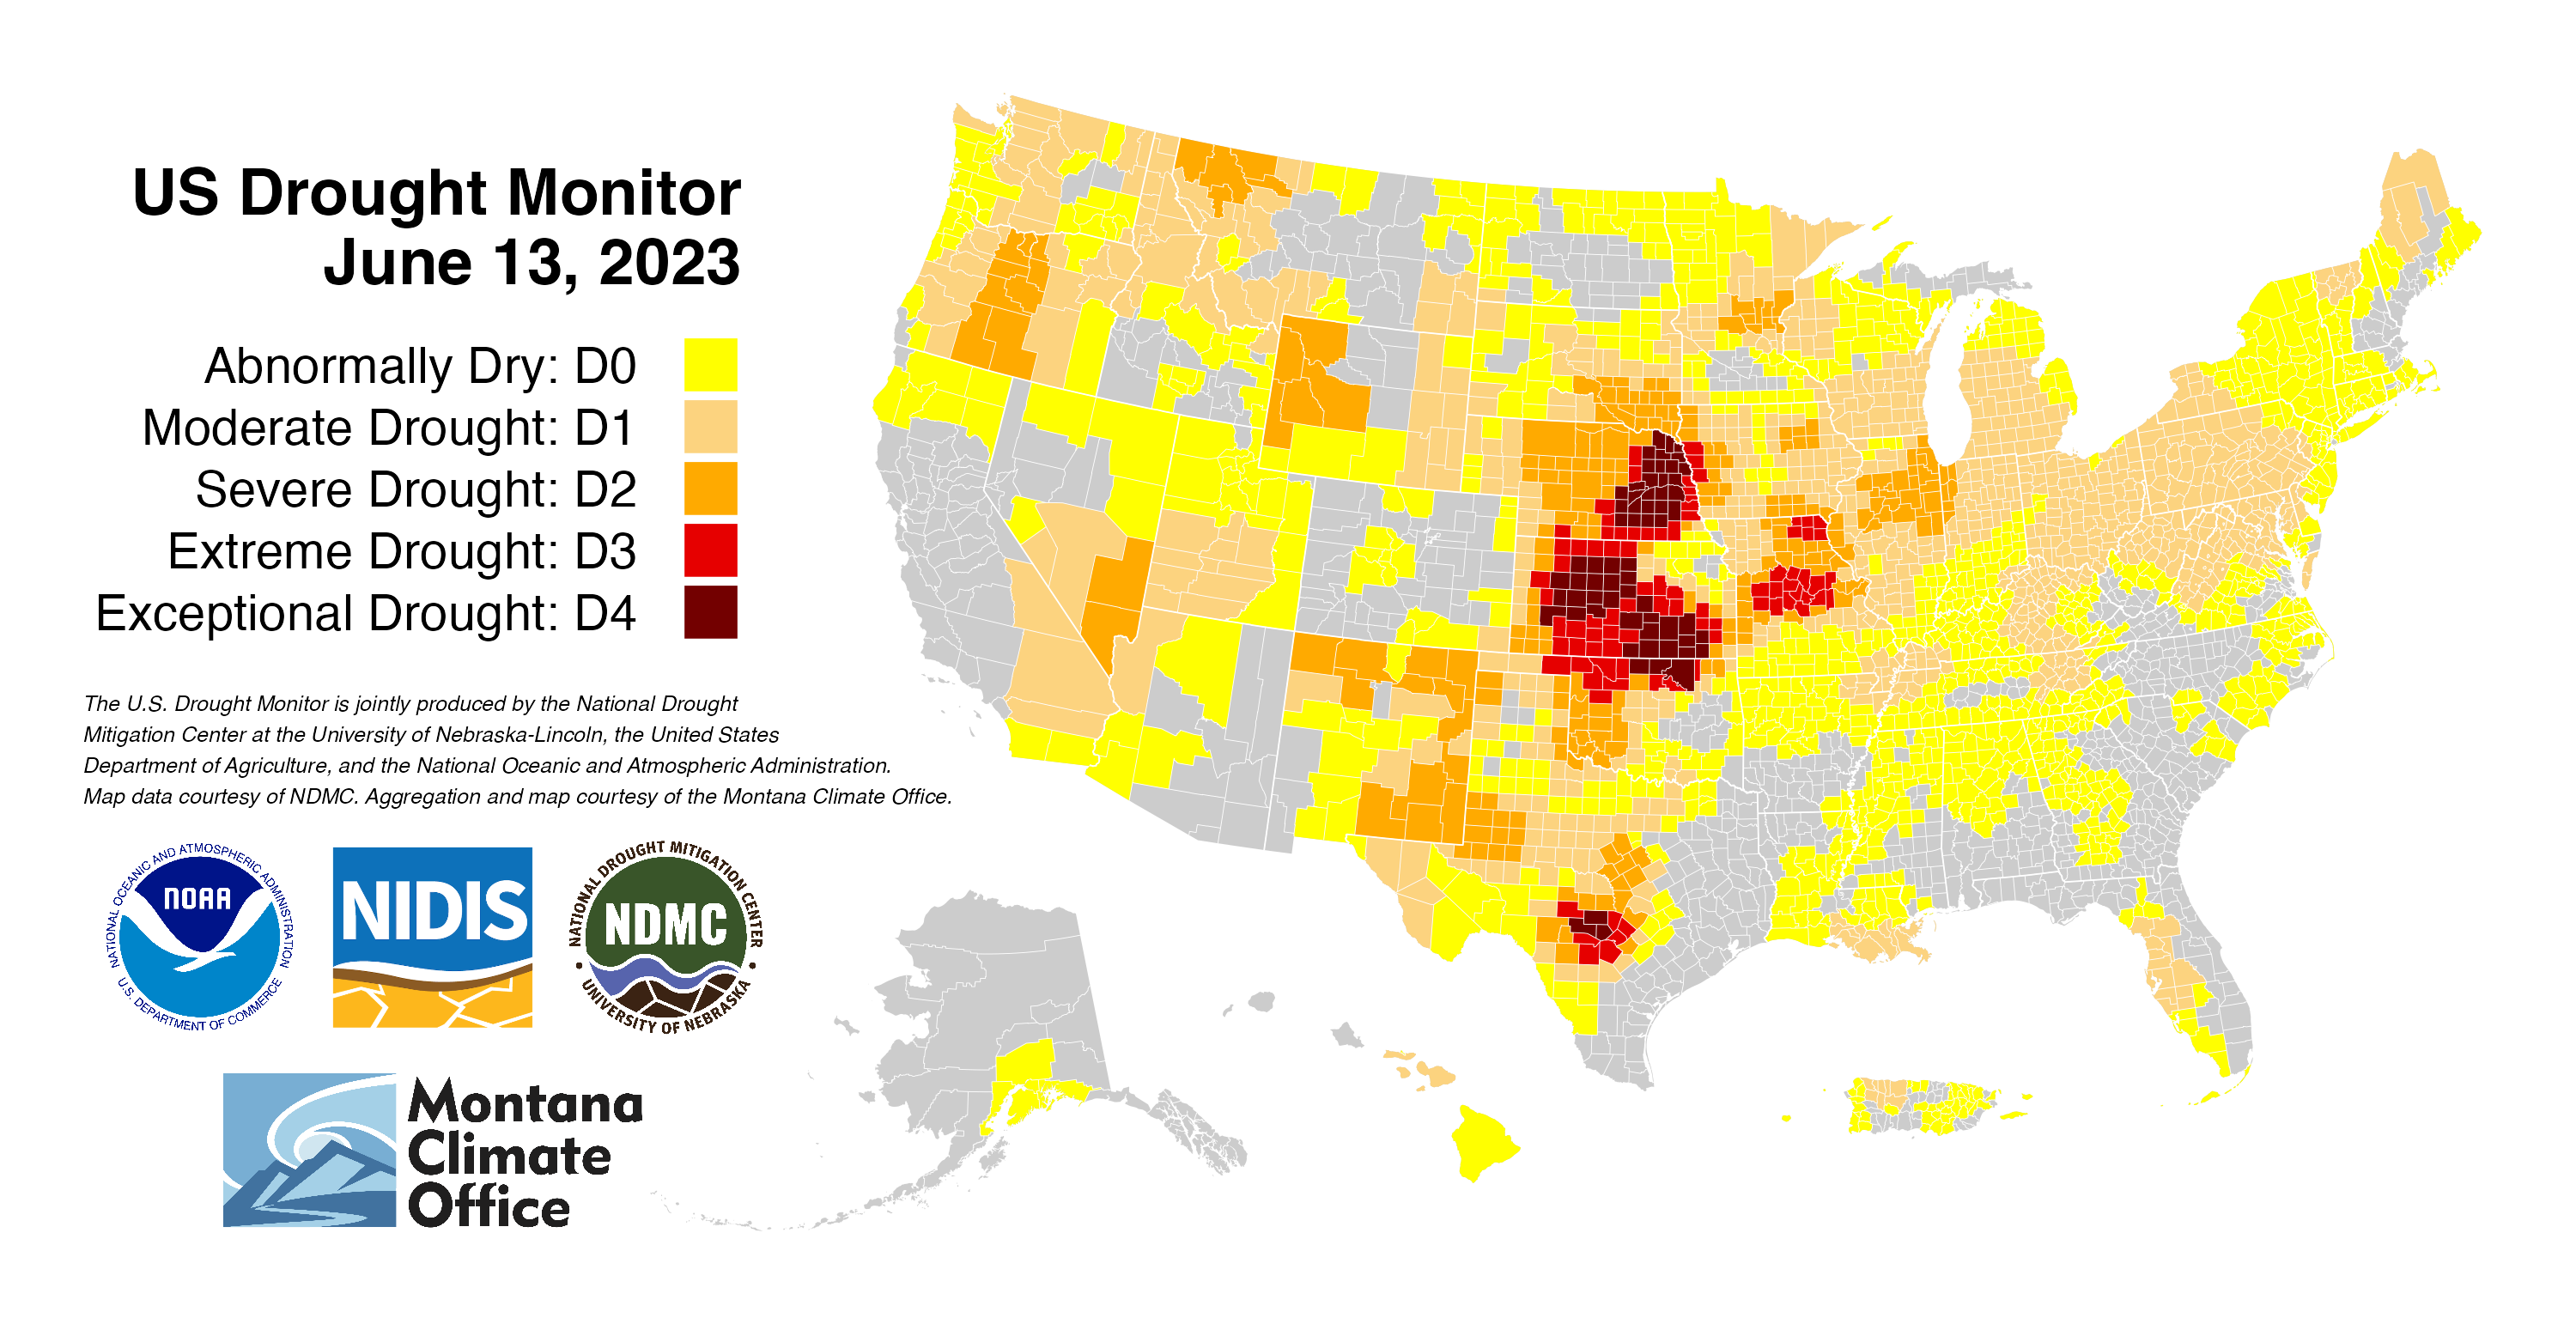 US Drought Monitor
June 13, 2023
Abnormally Dry: D0
Moderate Drought: D1
Severe Drought: D2
Extreme Drought: D3
Exceptional Drought: D4
The U.S. Drought Monitor is jointly produced by the National Drought
Mitigation Center at the University of Nebraska-Lincoln, the United States
Department of Agriculture, and the National Oceanic and Atmospheric Administration.
Map data courtesy of NDMC. Aggregation and map courtesy of the Montana Climate Office.
NATIONAL OCEANIC AND ATMOSPHERIC ADMINISTRATION
NOAA
U.S. DEPARTMENT OF COMMERCE
NIDIS
NATIONAL DROUGHT MITIGATION CENTER
NDMC
UNIVERSITY OF NEBRASKA
Montana
Climate
Office